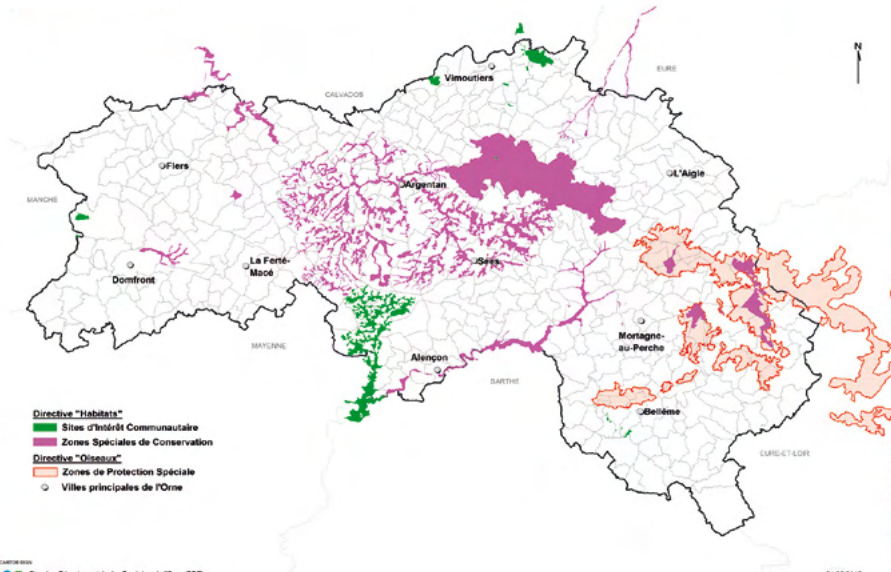 N
EURE
Vimoutiers
CALVADOS
Flers
Argentan
L'Aigle
MANCHE
Sées
Domfront
La Ferté-
Macé
Mortagne-
au-Perche
MAYENNE
Alençon
SARTHE
Bellême
EURE-ET-LOIR
Directive "Habitats"
Sites d'Intérêt Communautaire
Zones Spéciales de Conservation
Directive "Oiseaux"
Zones de Protection Spéciale
Villes principales de l'Orne